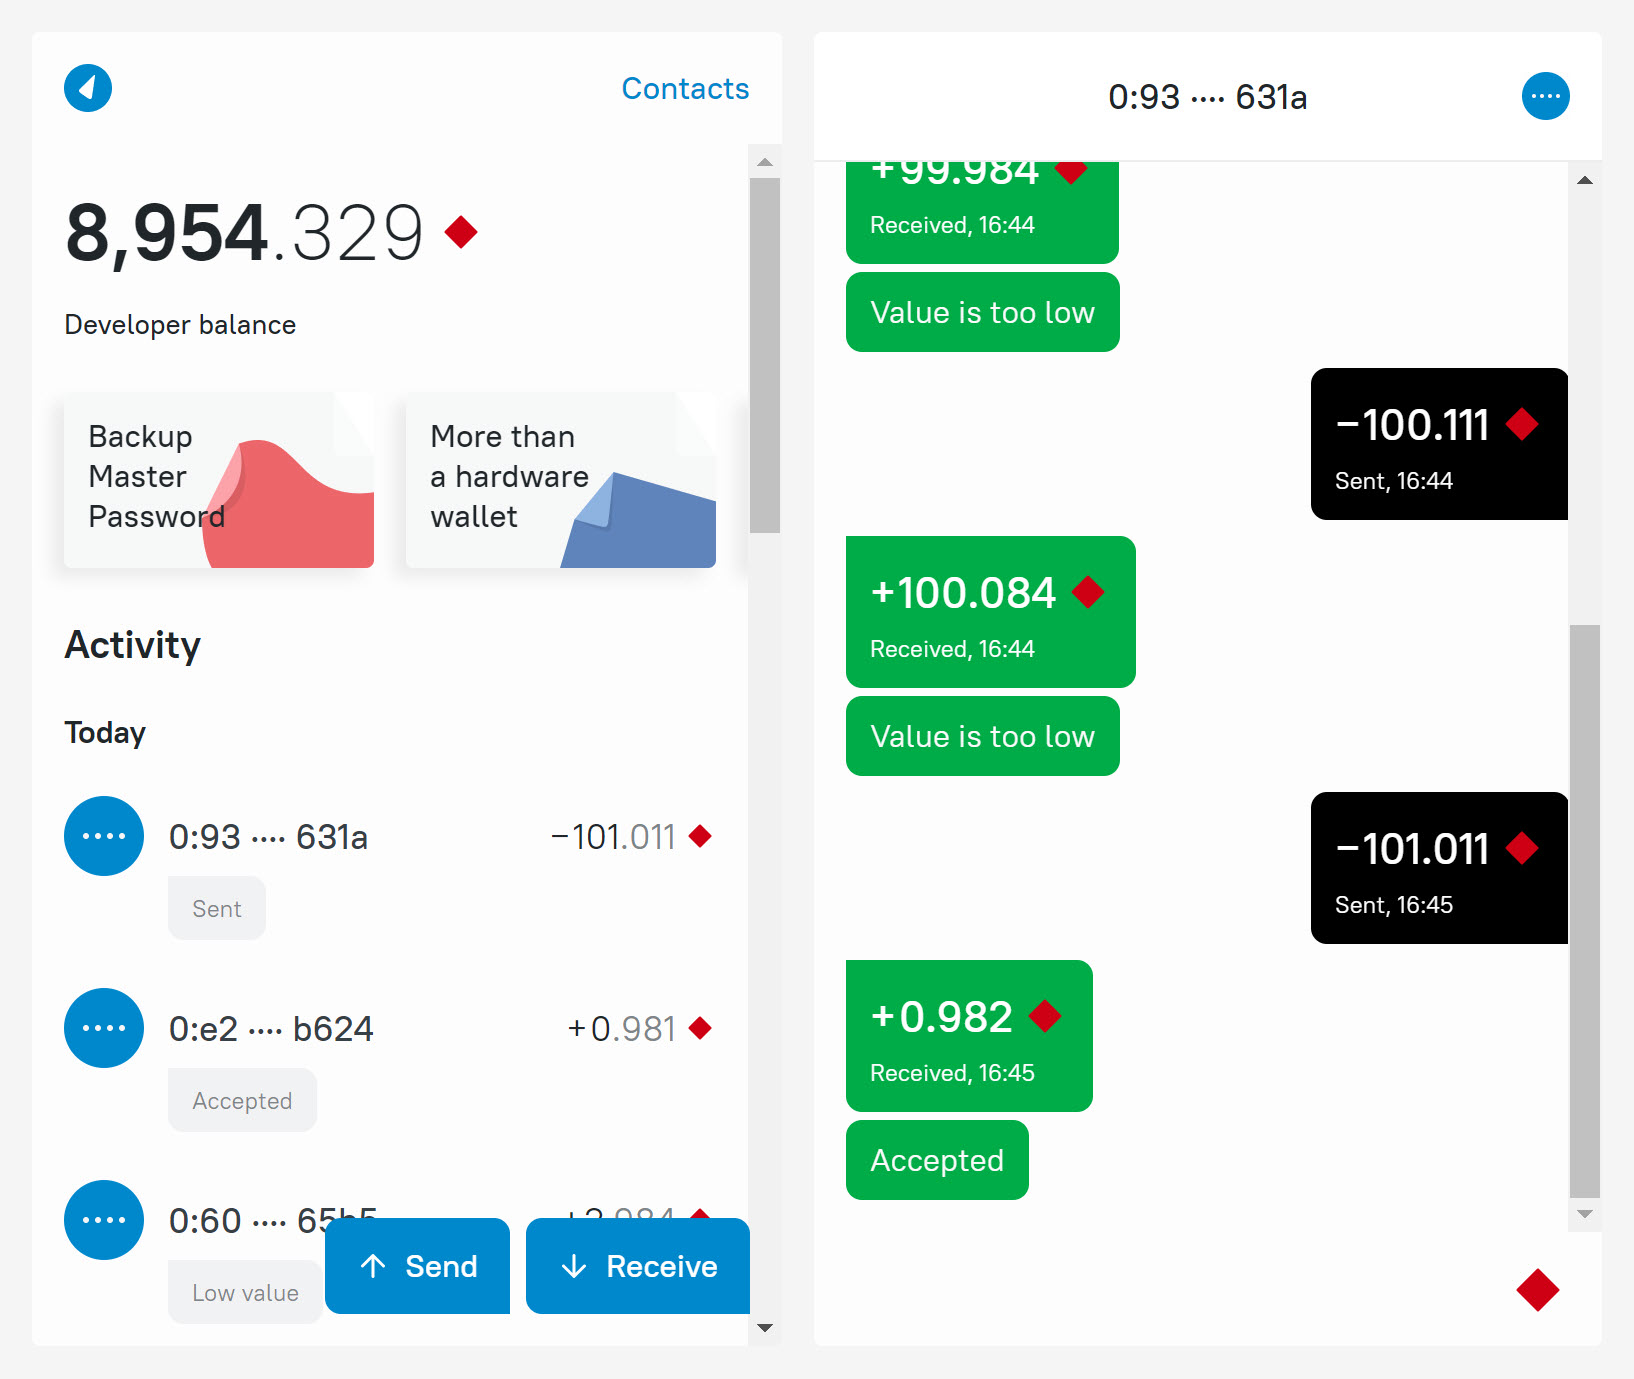 Contacts
8,954.329
Developer balance
Backup
Master
Password
More than
a hardware
wallet
Activity
Today
0:93 ···· 631a
−101.011
Sent
0:e2 ···· b624
+0.981
Accepted
0:60 ···· 65b5
+2.984
Low value
Send
Receive
0:93 ···· 631a
+99.984
Received, 16:44
Value is too low
−100.111
Sent, 16:44
+100.084
Received, 16:44
Value is too low
−101.011
Sent, 16:45
+0.982
Received, 16:45
Accepted